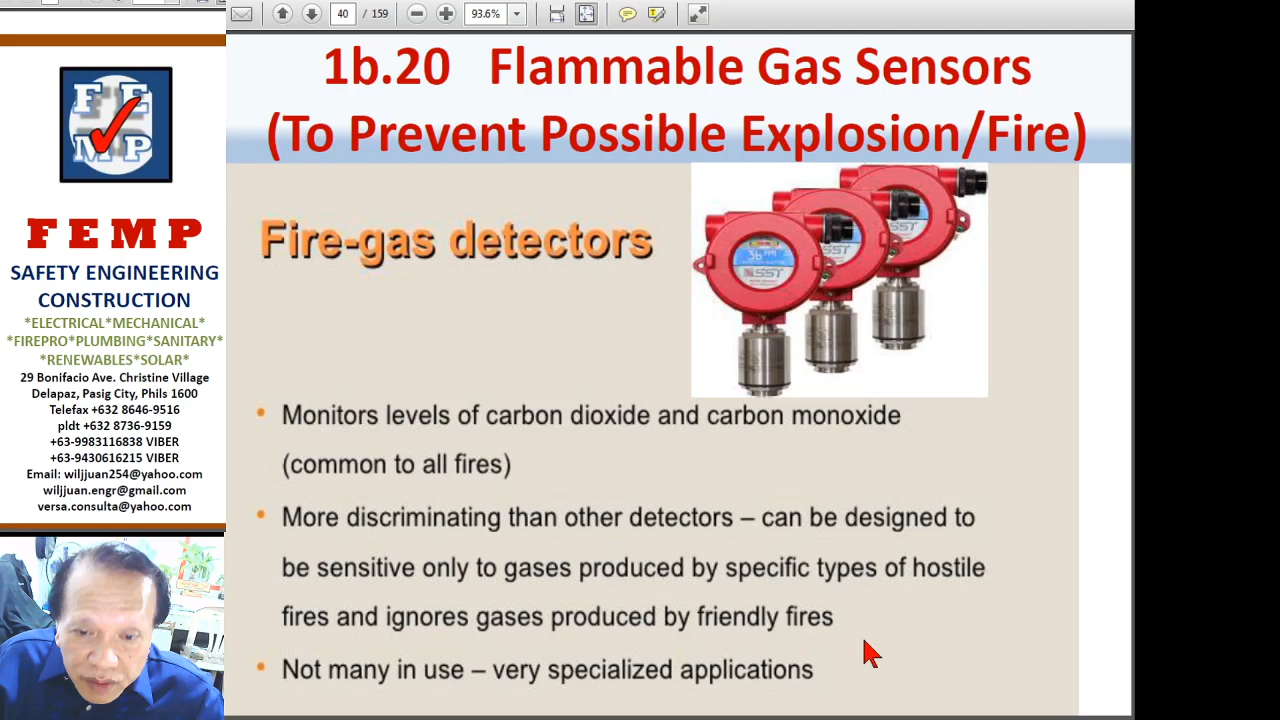 40 / 159
93.6%
1b.20 Flammable Gas Sensors
(To Prevent Possible Explosion/Fire)
F E
M P
F E M P
SAFETY ENGINEERING
CONSTRUCTION
*ELECTRICAL*MECHANICAL*
*FIREPRO*PLUMBING*SANITARY*
*RENEWABLES*SOLAR*
29 Bonifacio Ave. Christine Village
Delapaz, Pasig City, Phils 1600
Telefax +632 8646-9516
pldt +632 8736-9159
+63-9983116838 VIBER
+63-9430616215 VIBER
Email: wiljjuan254@yahoo.com
wiljjuan.engr@gmail.com
versa.consulta@yahoo.com
Fire-gas detectors
36 PPM
SST
SST
SST
• Monitors levels of carbon dioxide and carbon monoxide
(common to all fires)
• More discriminating than other detectors – can be designed to
be sensitive only to gases produced by specific types of hostile
fires and ignores gases produced by friendly fires
• Not many in use – very specialized applications